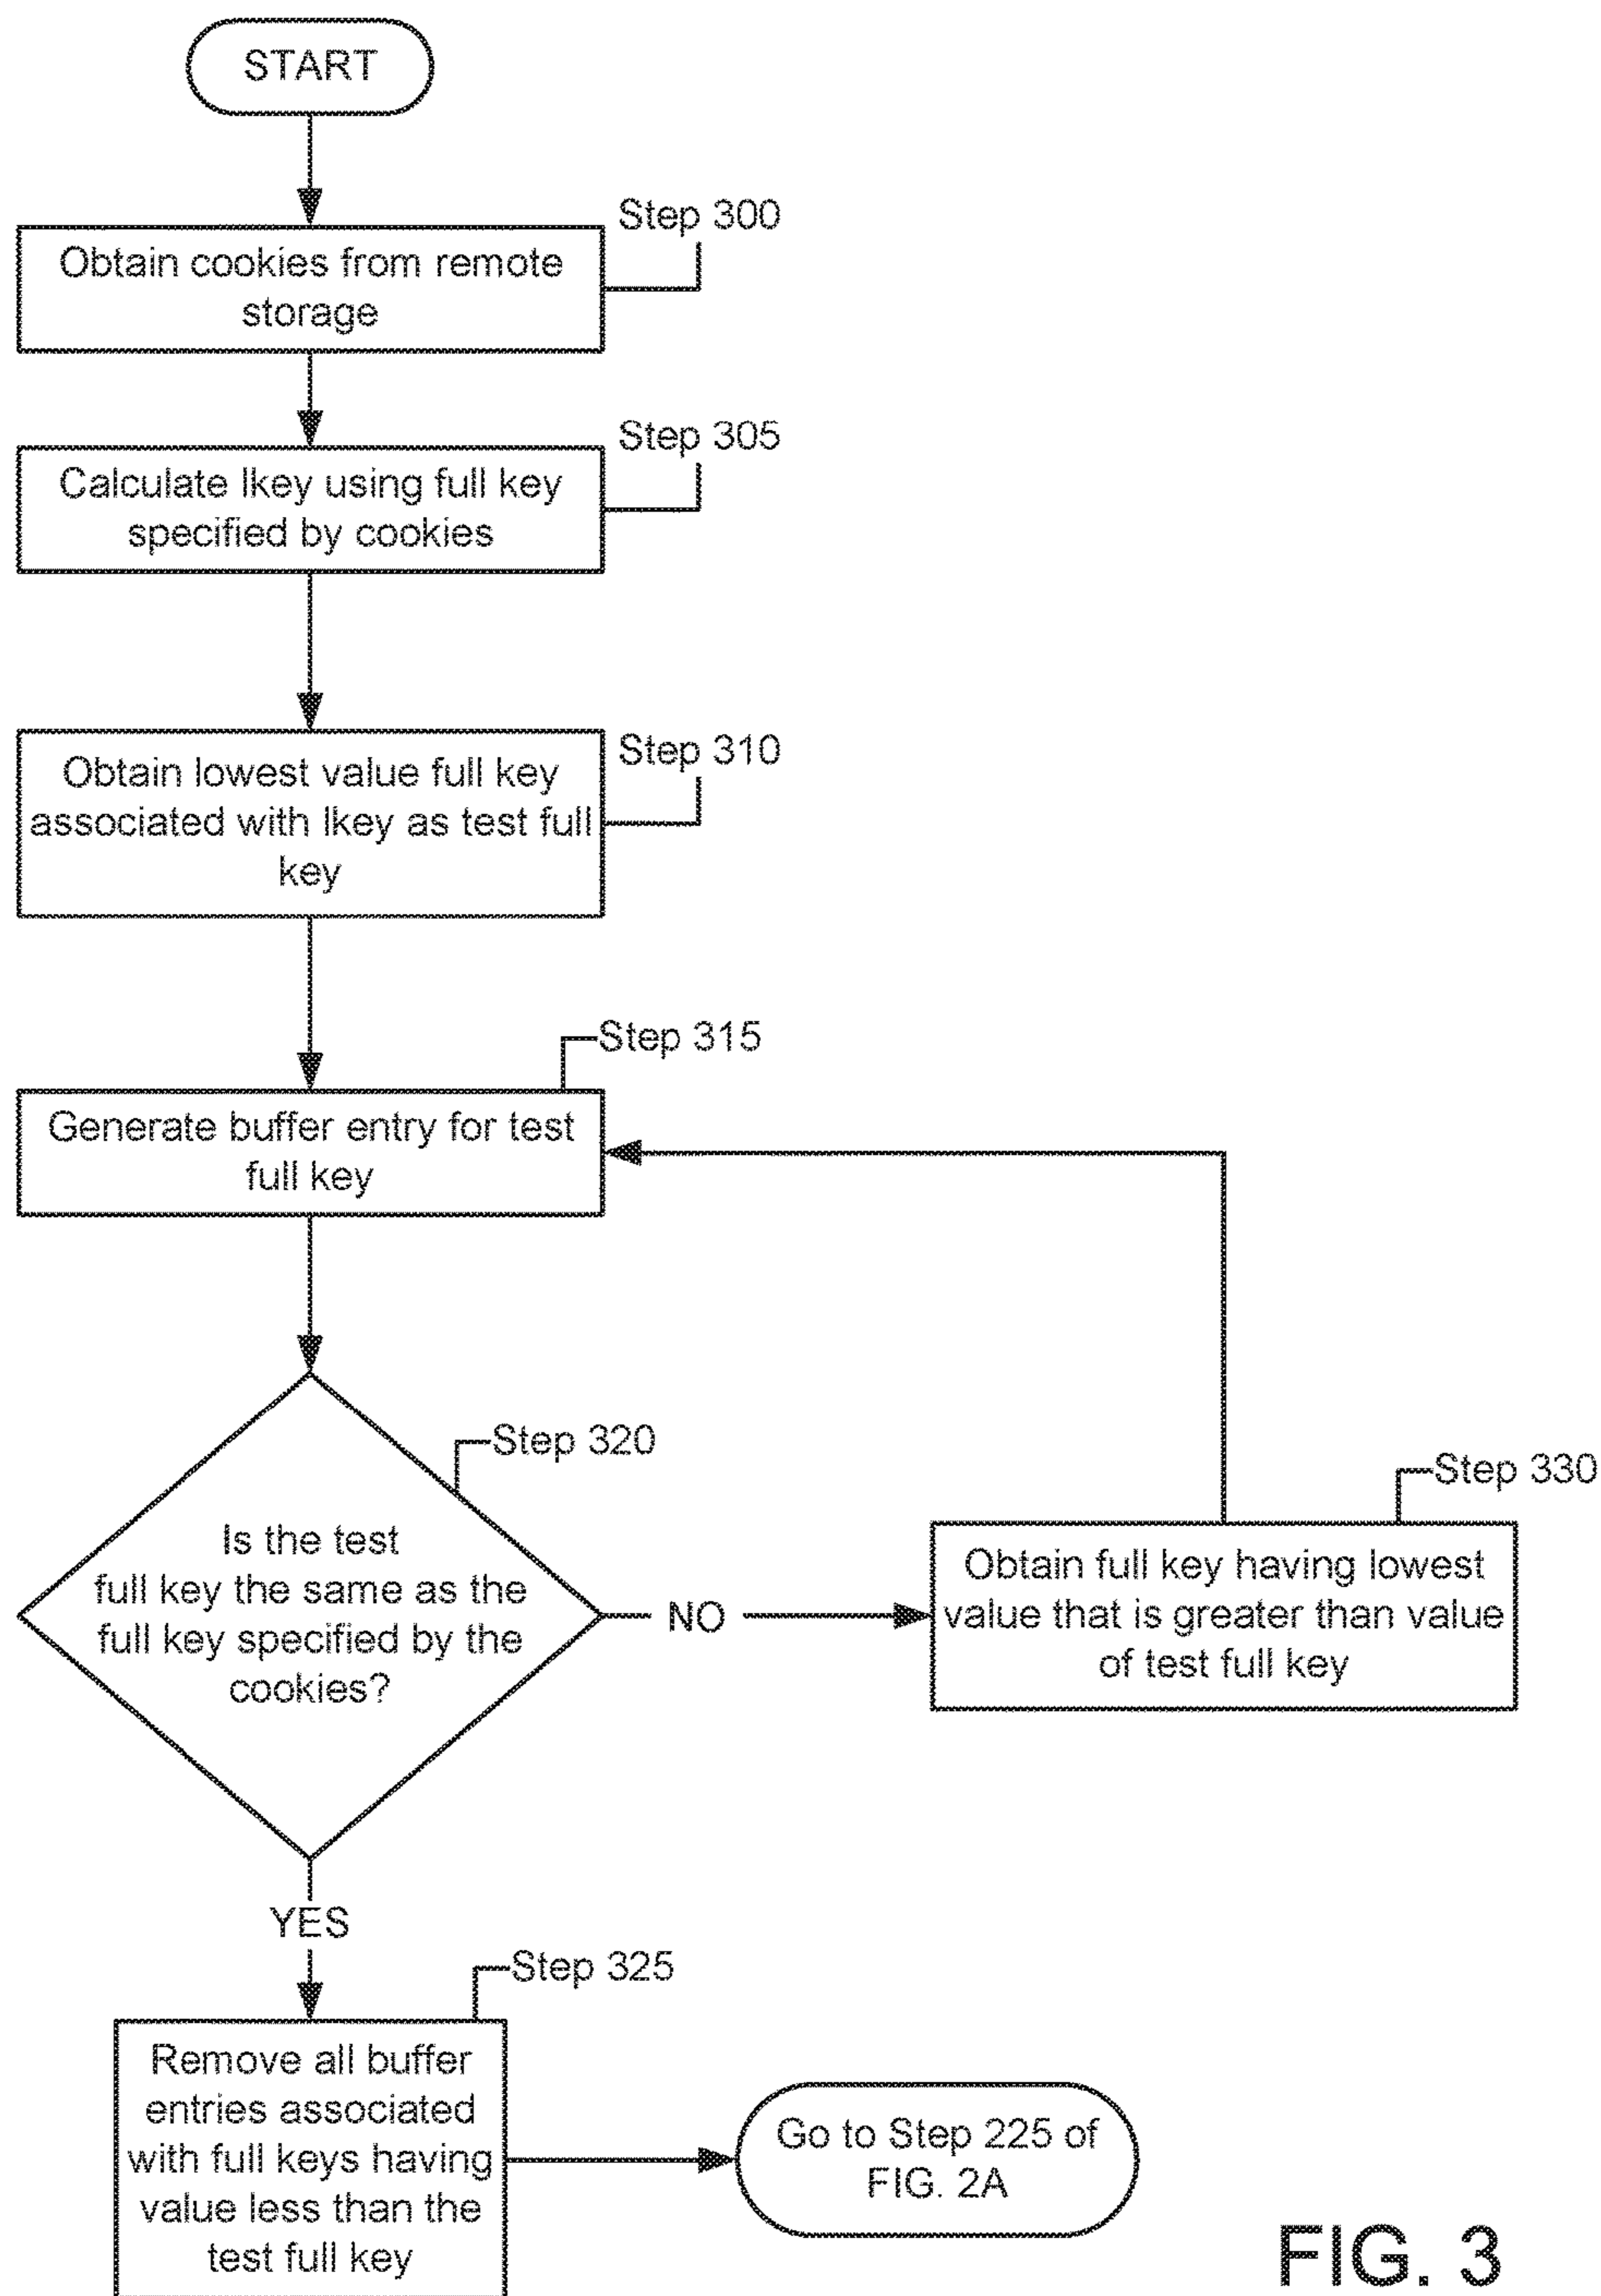 START
Step 300
Obtain cookies from remote
storage
Step 305
Calculate lkey using full key
specified by cookies
Step 310
Obtain lowest value full key
associated with lkey as test full
key
Step 315
Generate buffer entry for test
full key
Step 320
Is the test
full key the same as the
full key specified by the
cookies?
NO
Step 330
Obtain full key having lowest
value that is greater than value
of test full key
YES
Step 325
Remove all buffer
entries associated
with full keys having
value less than the
test full key
Go to Step 225 of
FIG. 2A
FIG. 3